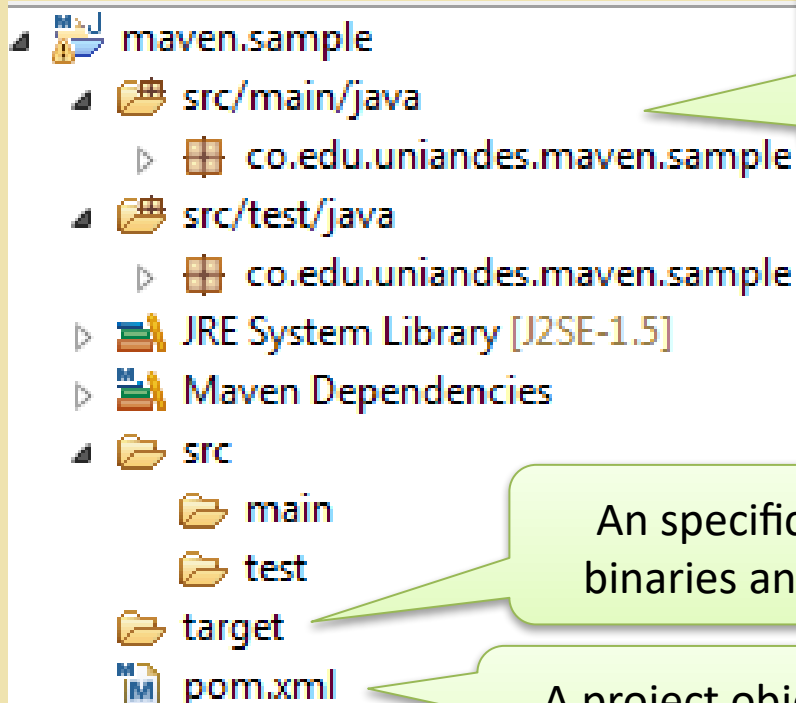 maven.sample
src/main/java
co.edu.uniandes.maven.sample
src/test/java
co.edu.uniandes.maven.sample
JRE System Library [J2SE-1.5]
Maven Dependencies
src
main
test
target
pom.xml
An specific
binaries an
A project obje